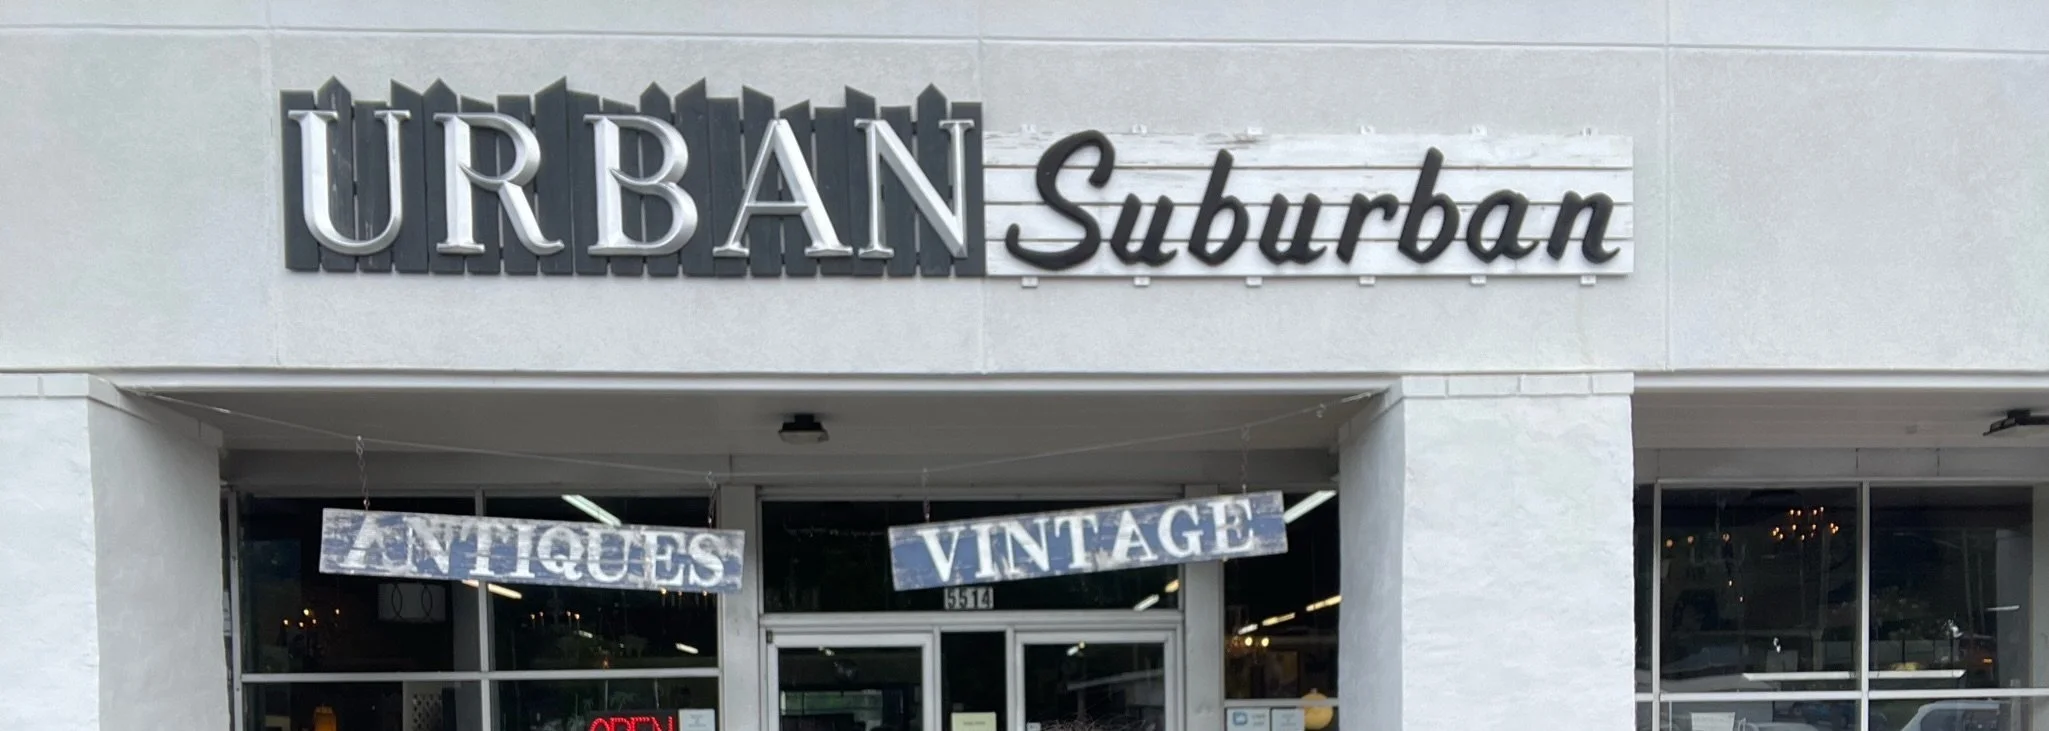 URBAN Suburban
ANTIQUES VINTAGE
5514
OPEN